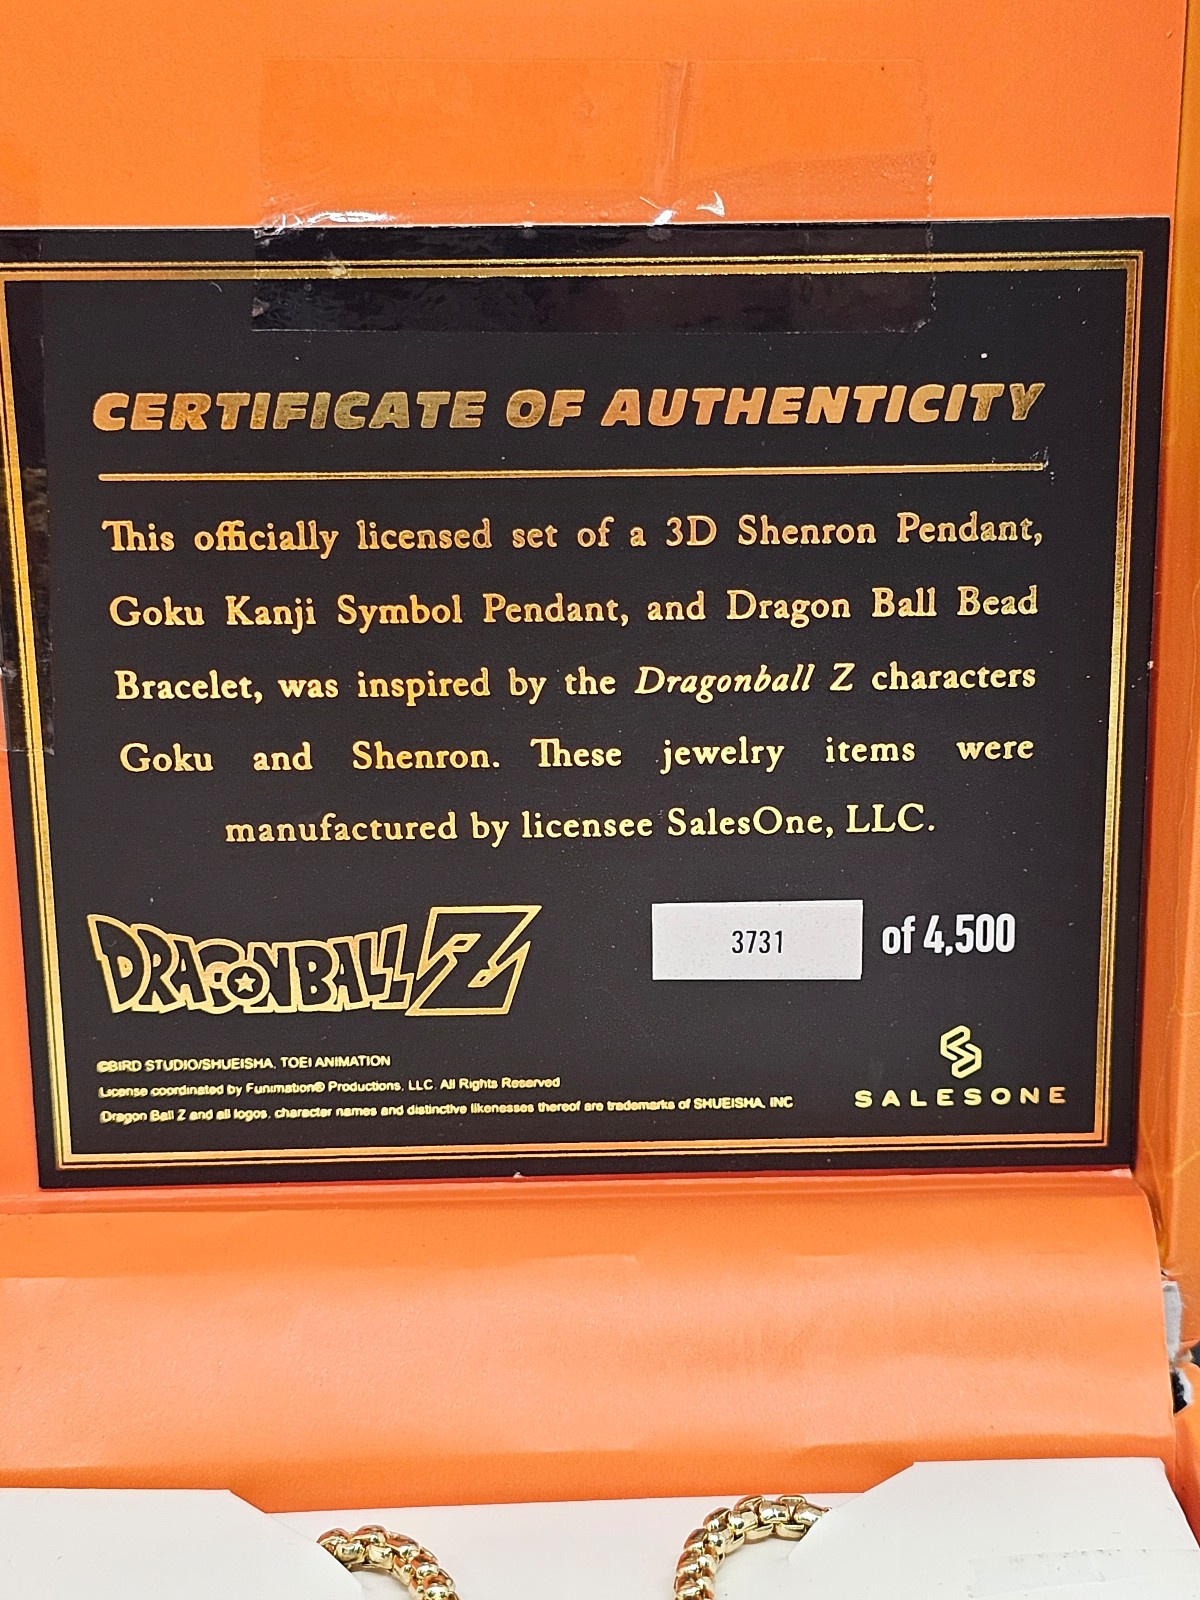 CERTIFICATE OF AUTHENTICITY
This officially licensed set of a 3D Shenron Pendant,
Goku Kanji Symbol Pendant, and Dragon Ball Bead
Bracelet, was inspired by the Dragonball Z characters
Goku and Shenron. These jewelry items were
manufactured by licensee SalesOne, LLC.
DRAGONBALL Z
3731 of 4,500
©BIRD STUDIO/SHUEISHA, TOEI ANIMATION
License coordinated by Funimation® Productions, LLC. All Rights Reserved
Dragon Ball Z and all logos, character names and distinctive likenesses thereof are trademarks of SHUEISHA, INC
SALESONE